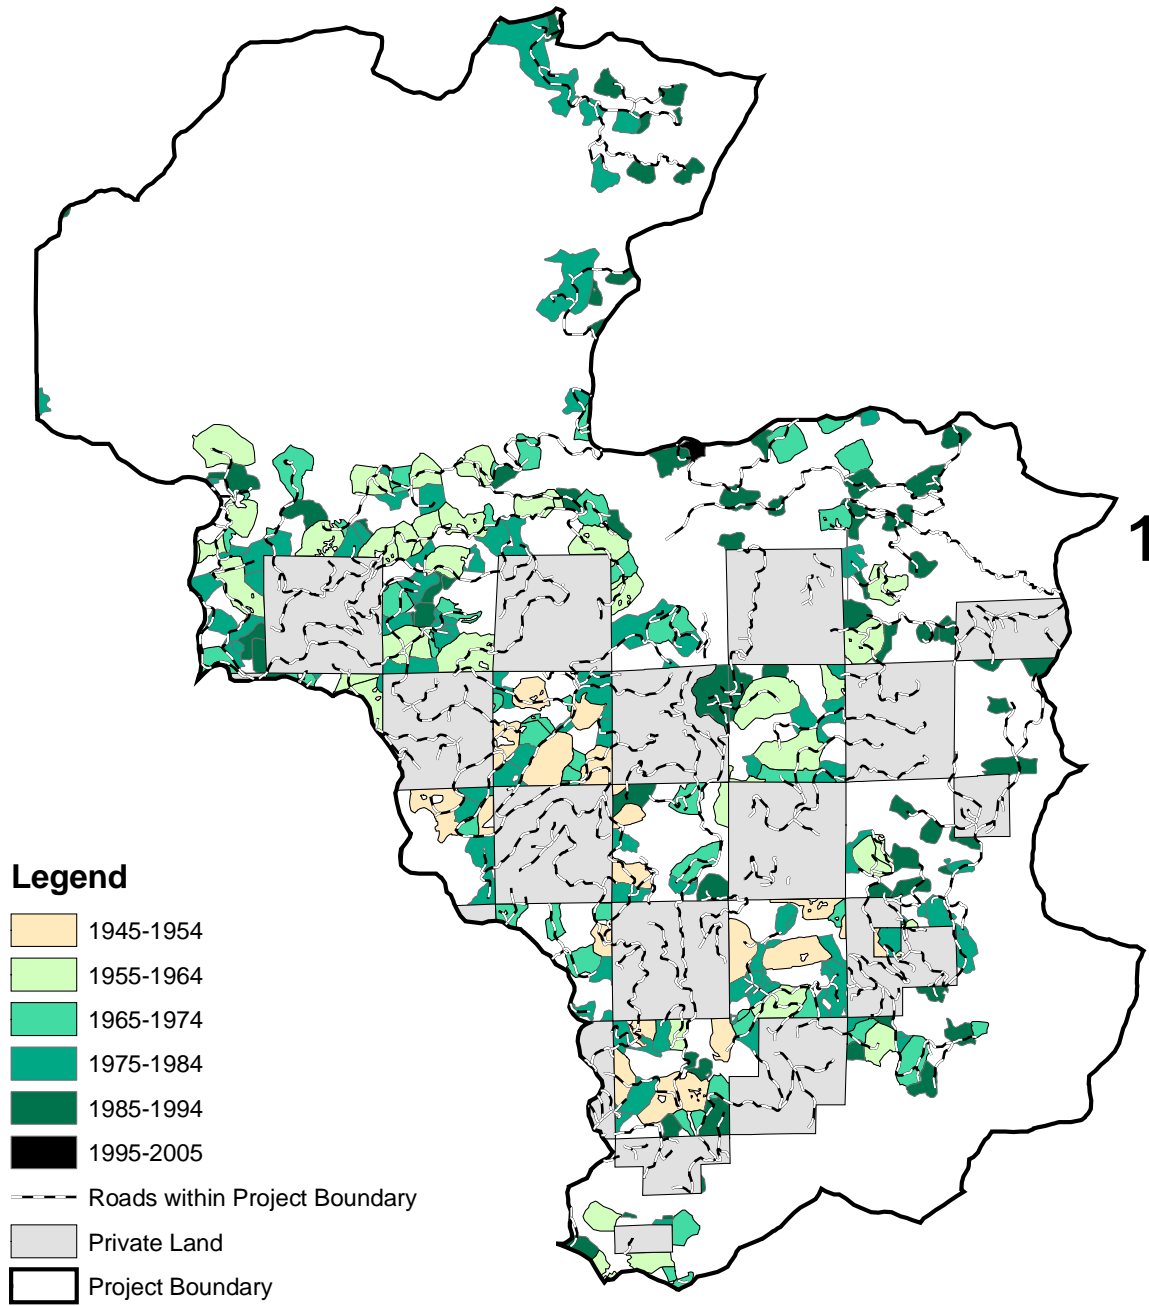 1
Legend
1945-1954
1955-1964
1965-1974
1975-1984
1985-1994
1995-2005
Roads within Project Boundary
Private Land
Project Boundary